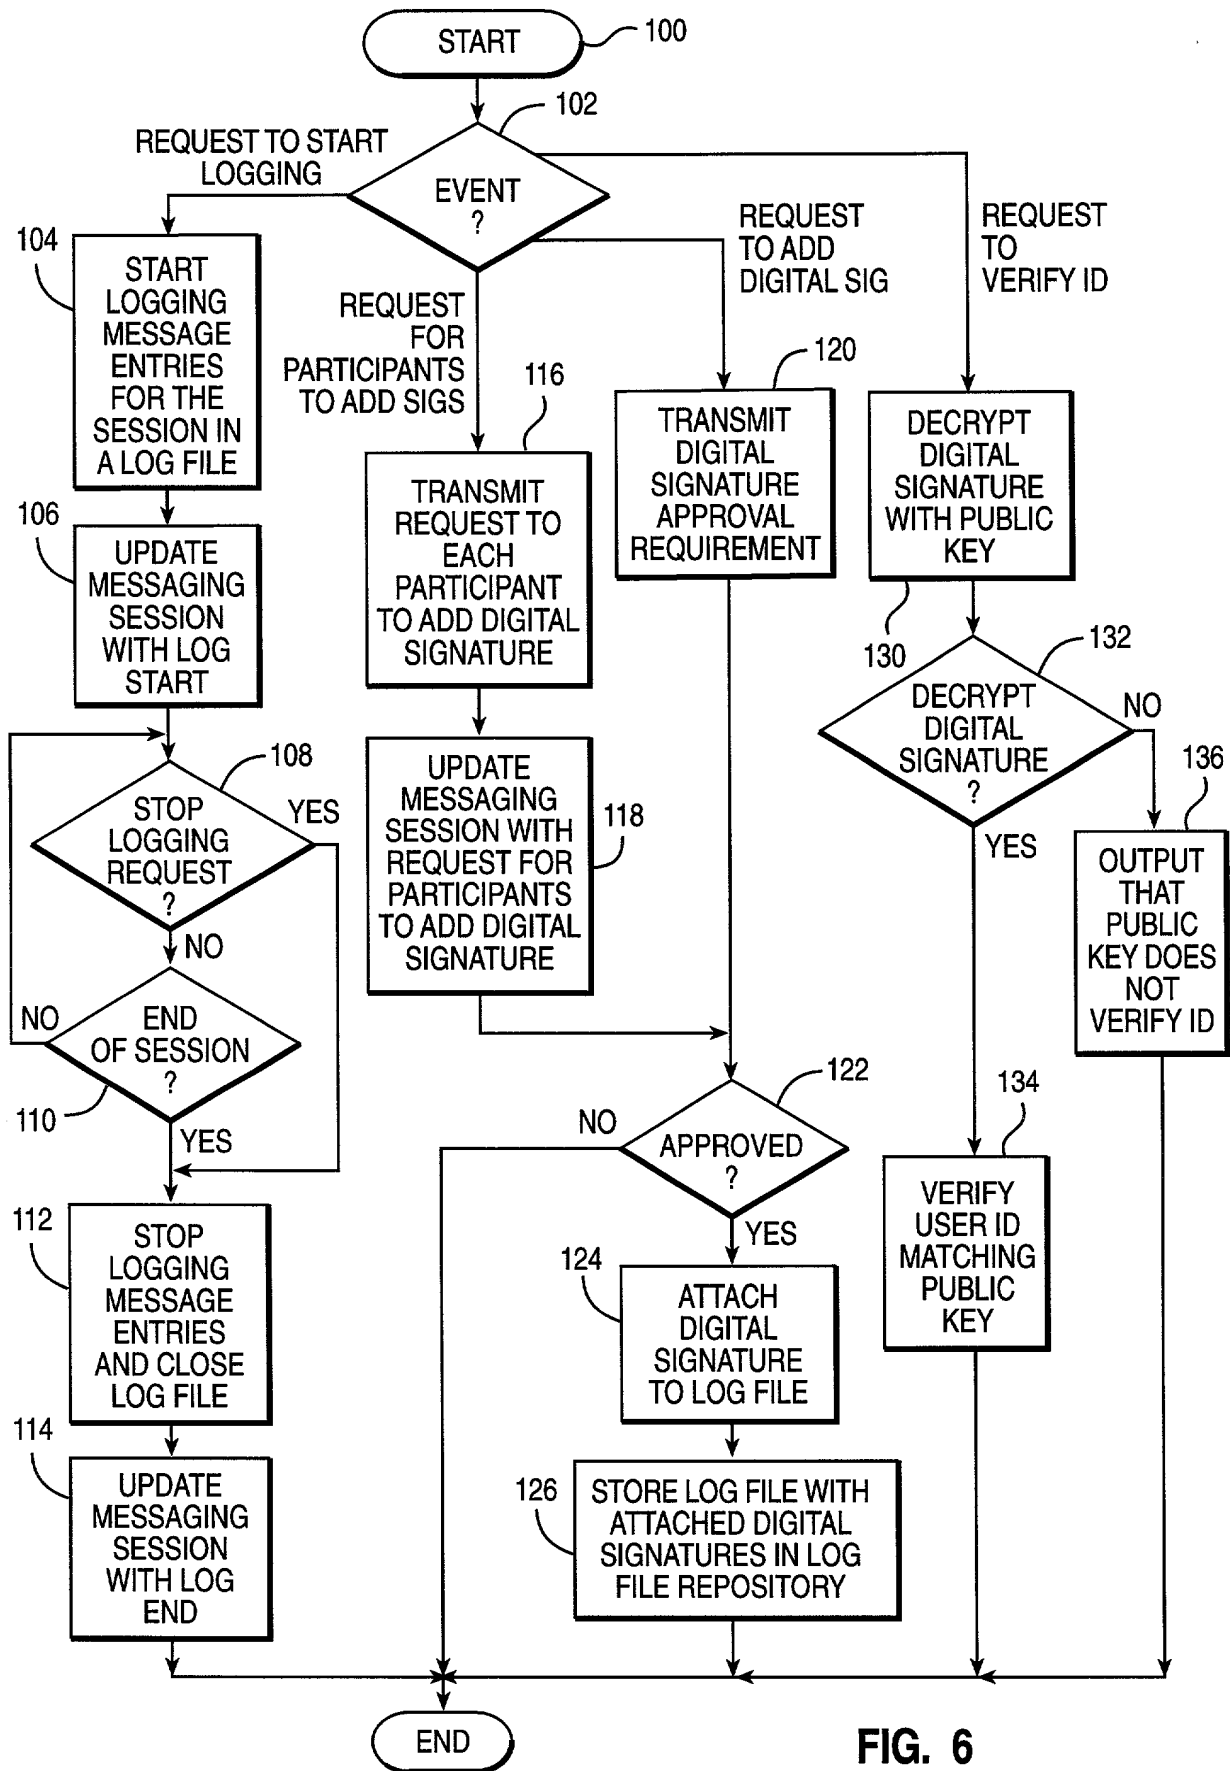 START
100
102
REQUEST TO START
LOGGING
EVENT
?
REQUEST
TO ADD
DIGITAL SIG
REQUEST
TO
VERIFY ID
REQUEST
FOR
PARTICIPANTS
TO ADD SIGS
104
START
LOGGING
MESSAGE
ENTRIES
FOR THE
SESSION IN
A LOG FILE
106
UPDATE
MESSAGING
SESSION
WITH LOG
START
108
STOP
LOGGING
REQUEST
?
YES
NO
END
OF SESSION
?
NO
110
YES
112
STOP
LOGGING
MESSAGE
ENTRIES
AND CLOSE
LOG FILE
114
UPDATE
MESSAGING
SESSION
WITH LOG
END
116
TRANSMIT
REQUEST TO
EACH
PARTICIPANT
TO ADD DIGITAL
SIGNATURE
UPDATE
MESSAGING
SESSION WITH
REQUEST FOR
PARTICIPANTS
TO ADD DIGITAL
SIGNATURE
118
120
TRANSMIT
DIGITAL
SIGNATURE
APPROVAL
REQUIREMENT
122
APPROVED
?
NO
YES
124
ATTACH
DIGITAL
SIGNATURE
TO LOG FILE
126
STORE LOG FILE WITH
ATTACHED DIGITAL
SIGNATURES IN LOG
FILE REPOSITORY
DECRYPT
DIGITAL
SIGNATURE
WITH PUBLIC
KEY
130
132
DECRYPT
DIGITAL
SIGNATURE
?
NO
YES
134
VERIFY
USER ID
MATCHING
PUBLIC
KEY
136
OUTPUT
THAT
PUBLIC
KEY DOES
NOT
VERIFY ID
END
FIG. 6